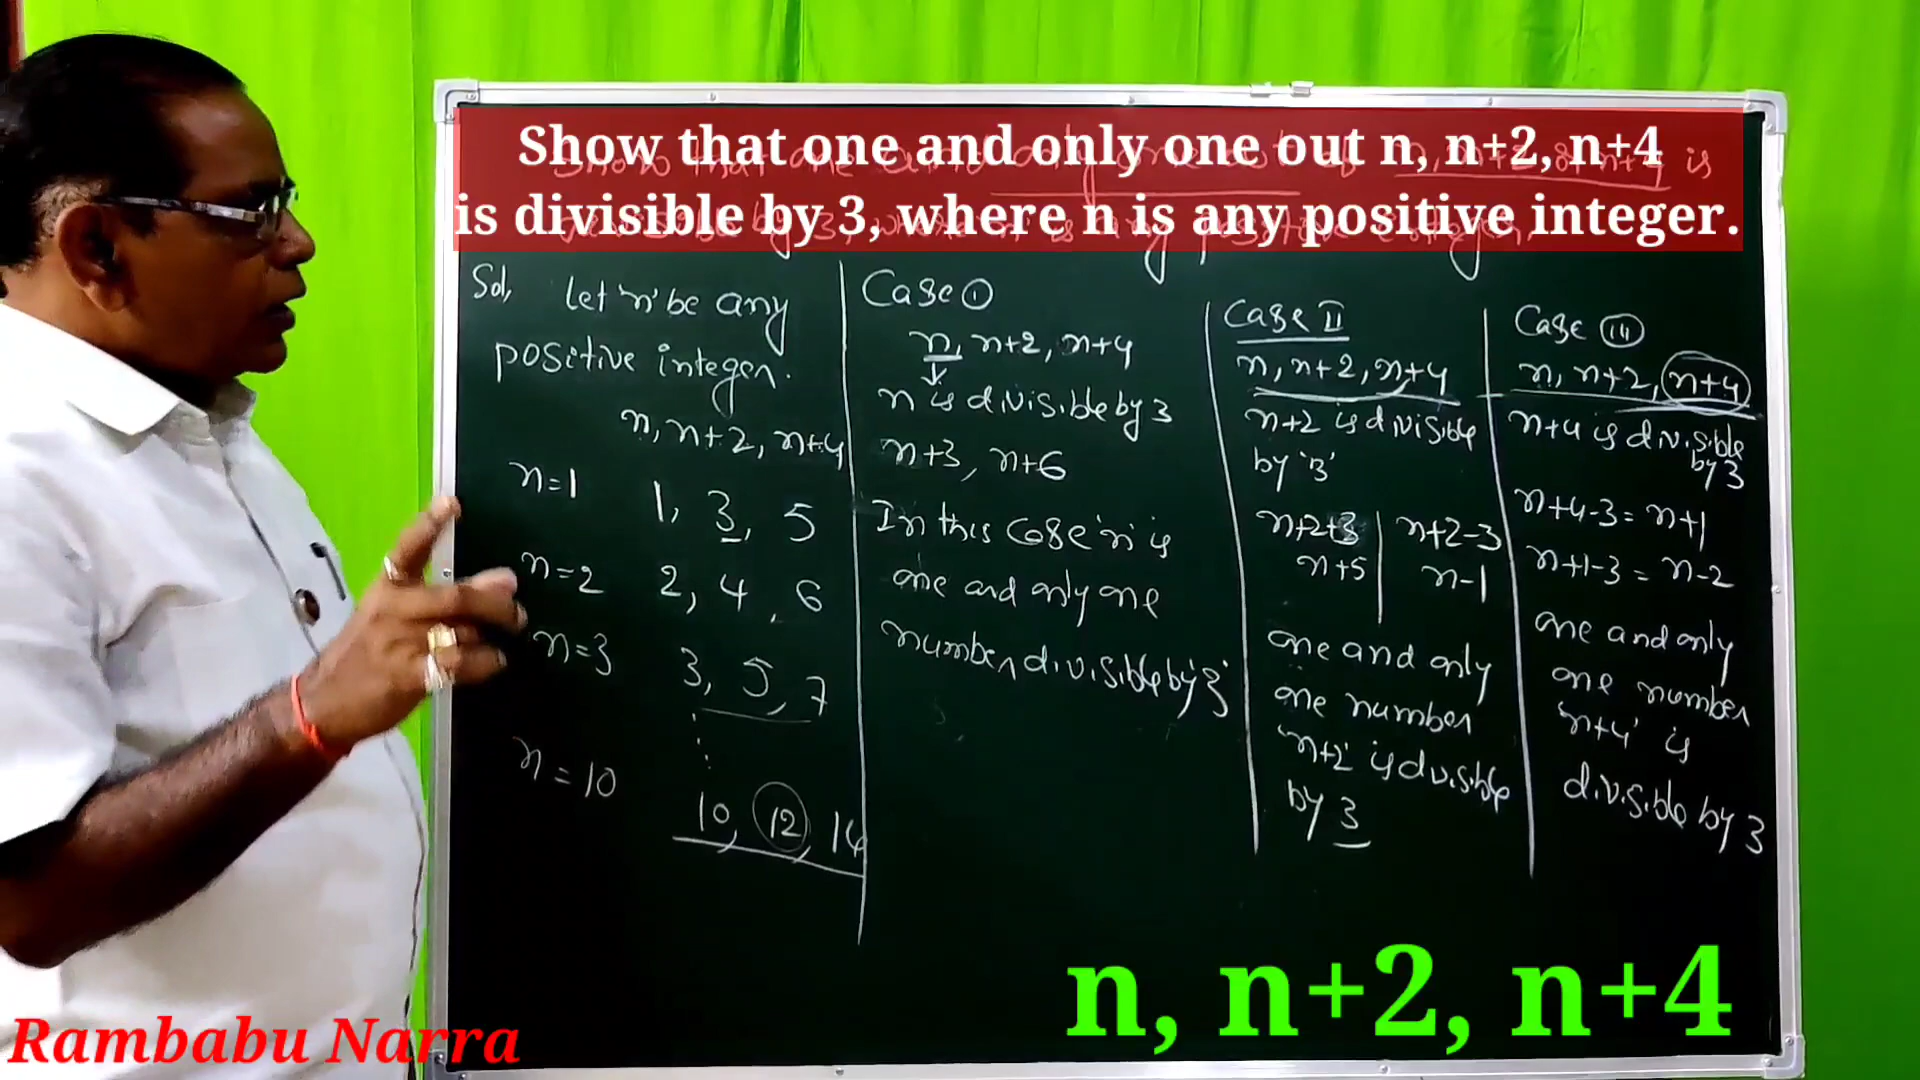 Show that one and only one out n, n+2, n+4
is divisible by 3, where n is any positive integer.
Sol, let 'n' be any
positive integer.
n, n+2, n+4
n=1 1, 3, 5
n=2 2, 4, 6
n=3 3, 5, 7
n=10 10, 12, 14
Case I
n, n+2, n+4
n is divisible by 3
n+3, n+6
In this case 'n' is
one and only one
number divisible by '3'
Case II
n, n+2, n+4
n+2 is divisible
by '3'
n+2+3 n+2-3
n+5 n-1
one and only
one number
'n+2' is divisible
by 3
Case III
n, n+2, n+4
n+4 is divisible
by 3
n+4-3 = n+1
n+1-3 = n-2
one and only
one number
'n+4' is
divisible by 3
n, n+2, n+4
Rambabu Narra